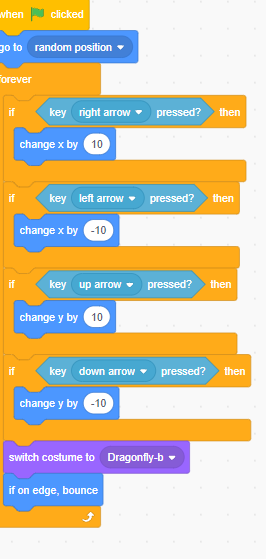 when clicked
go to random position
forever
if key right arrow pressed? then
change x by 10
if key left arrow pressed? then
change x by -10
if key up arrow pressed? then
change y by 10
if key down arrow pressed? then
change y by -10
switch costume to Dragonfly-b
if on edge, bounce